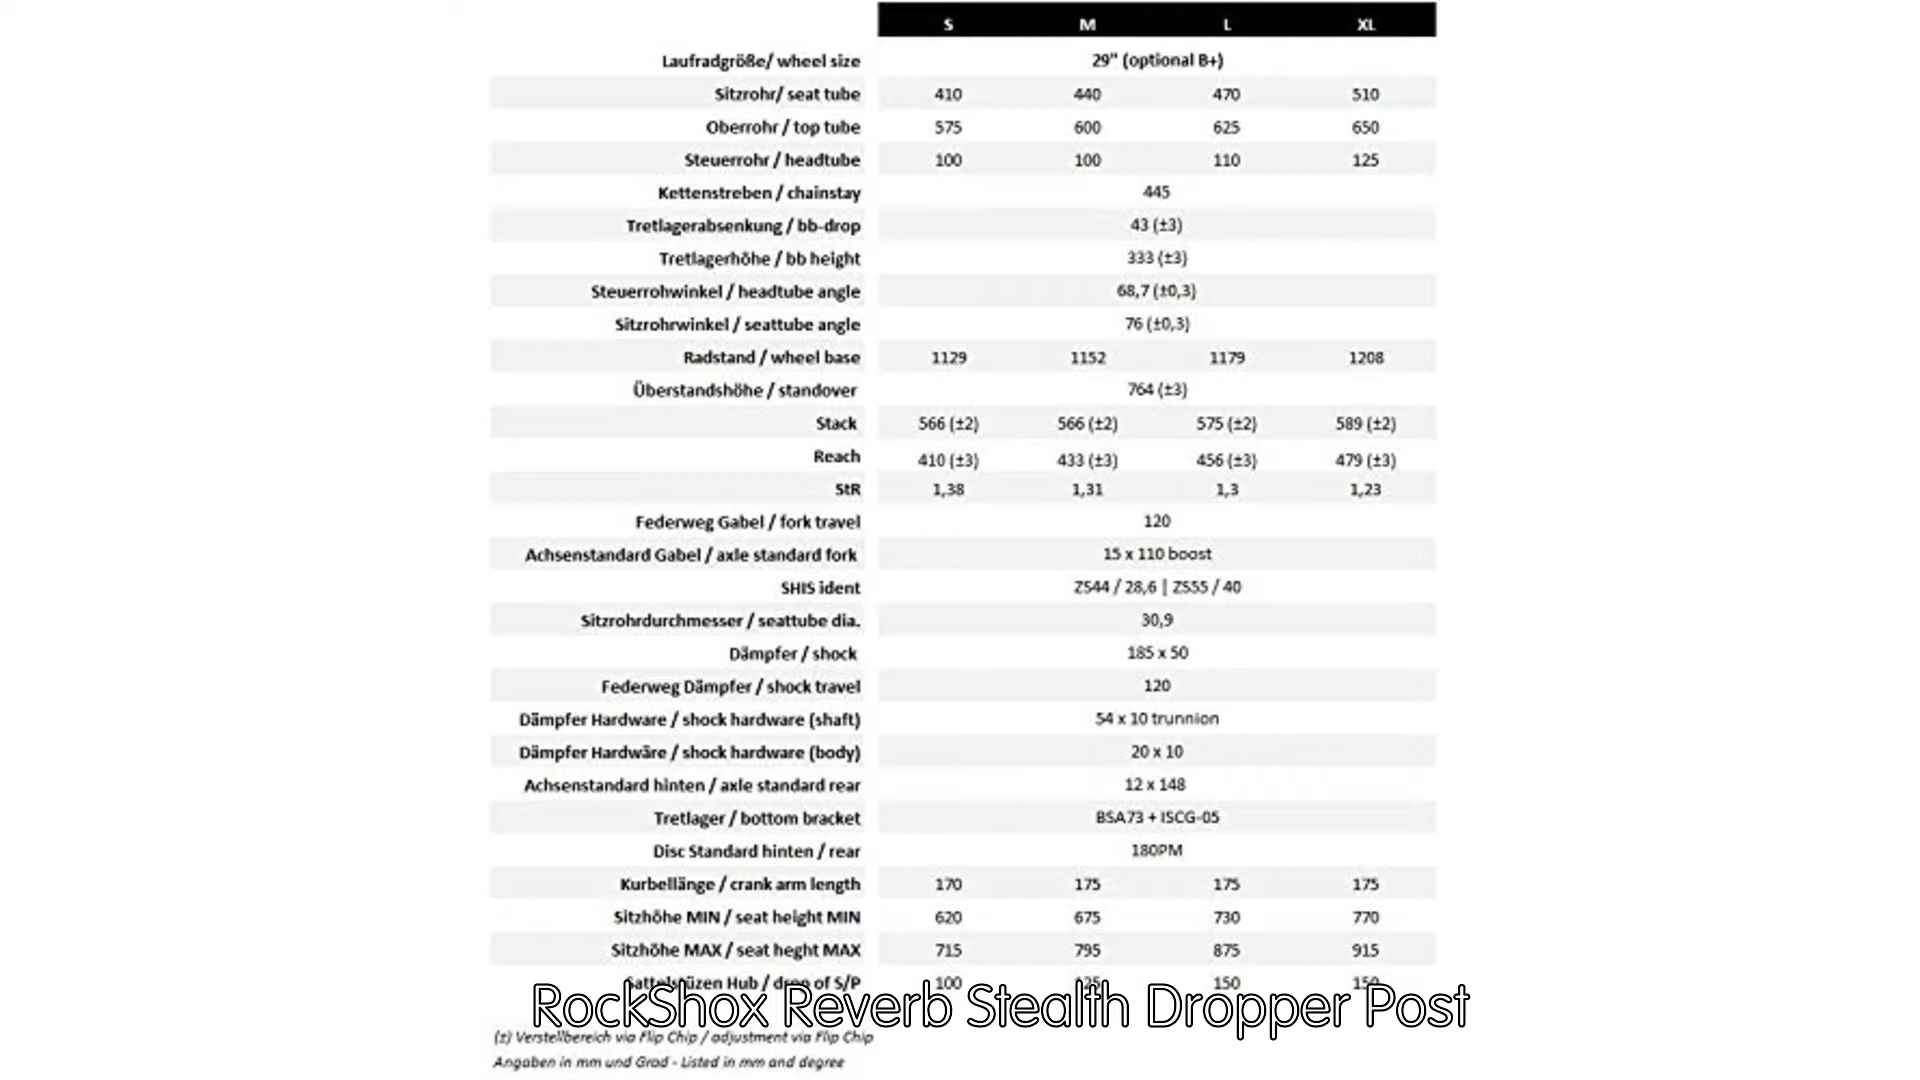 S M L XL
Laufradgröße/ wheel size 29" (optional B+)
Sitzrohr/ seat tube 410 440 470 510
Oberrohr / top tube 575 600 625 650
Steuerrohr / headtube 100 100 110 125
Kettenstreben / chainstay 445
Tretlagerabsenkung / bb-drop 43 (±3)
Tretlagerhöhe / bb height 333 (±3)
Steuerrohwinkel / headtube angle 68,7 (±0,3)
Sitzrohrwinkel / seattube angle 76 (±0,3)
Radstand / wheel base 1129 1152 1179 1208
Überstandshöhe / standover 764 (±3)
Stack 566 (±2) 566 (±2) 575 (±2) 589 (±2)
Reach 410 (±3) 433 (±3) 456 (±3) 479 (±3)
StR 1,38 1,31 1,3 1,23
Federweg Gabel / fork travel 120
Achsenstandard Gabel / axle standard fork 15 x 110 boost
SHIS ident ZS44 / 28,6 | ZS55 / 40
Sitzrohrdurchmesser / seattube dia. 30,9
Dämpfer / shock 185 x 50
Federweg Dämpfer / shock travel 120
Dämpfer Hardware / shock hardware (shaft) 54 x 10 trunnion
Dämpfer Hardwäre / shock hardware (body) 20 x 10
Achsenstandard hinten / axle standard rear 12 x 148
Tretlager / bottom bracket BSA73 + ISCG-05
Disc Standard hinten / rear 180PM
Kurbellänge / crank arm length 170 175 175 175
Sitzhöhe MIN / seat height MIN 620 675 730 770
Sitzhöhe MAX / seat heght MAX 715 795 875 915
Sattelstüzen Hub / drop of S/P 100 125 150 150
RockShox Reverb Stealth Dropper Post
(±) Verstellbereich via Flip Chip / adjustment via Flip Chip
Angaben in mm und Grad - Listed in mm and degree